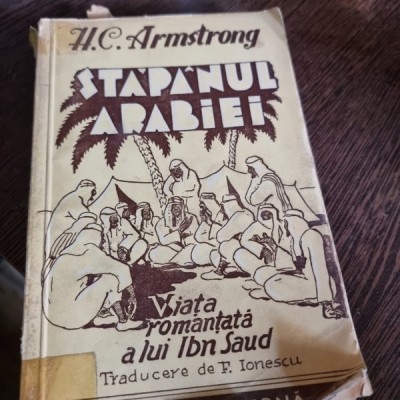 H.C. Armstrong
STĂPÂNUL
ARABIEI
Viața
romanțată
a lui Ibn Saud
Traducere de F. Ionescu